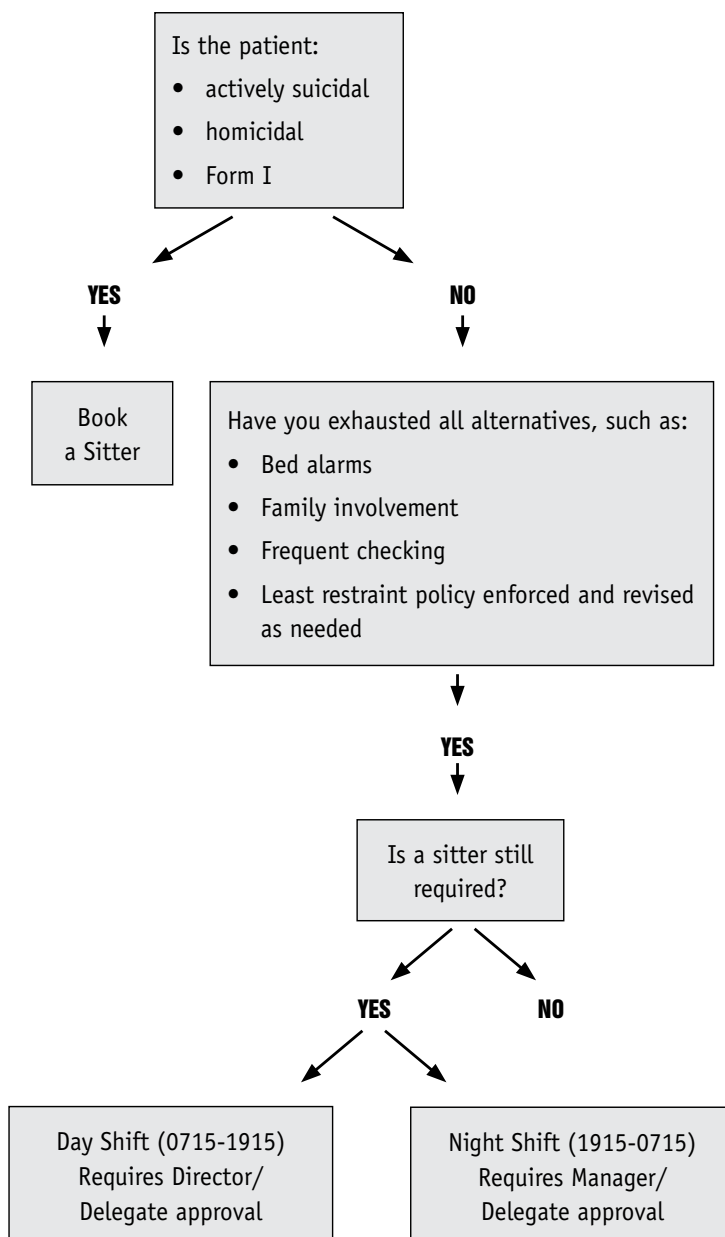 Is the patient:
• actively suicidal
• homicidal
• Form I
YES
NO
Book
a Sitter
Have you exhausted all alternatives, such as:
• Bed alarms
• Family involvement
• Frequent checking
• Least restraint policy enforced and revised
as needed
YES
Is a sitter still
required?
YES
NO
Day Shift (0715-1915)
Requires Director/
Delegate approval
Night Shift (1915-0715)
Requires Manager/
Delegate approval